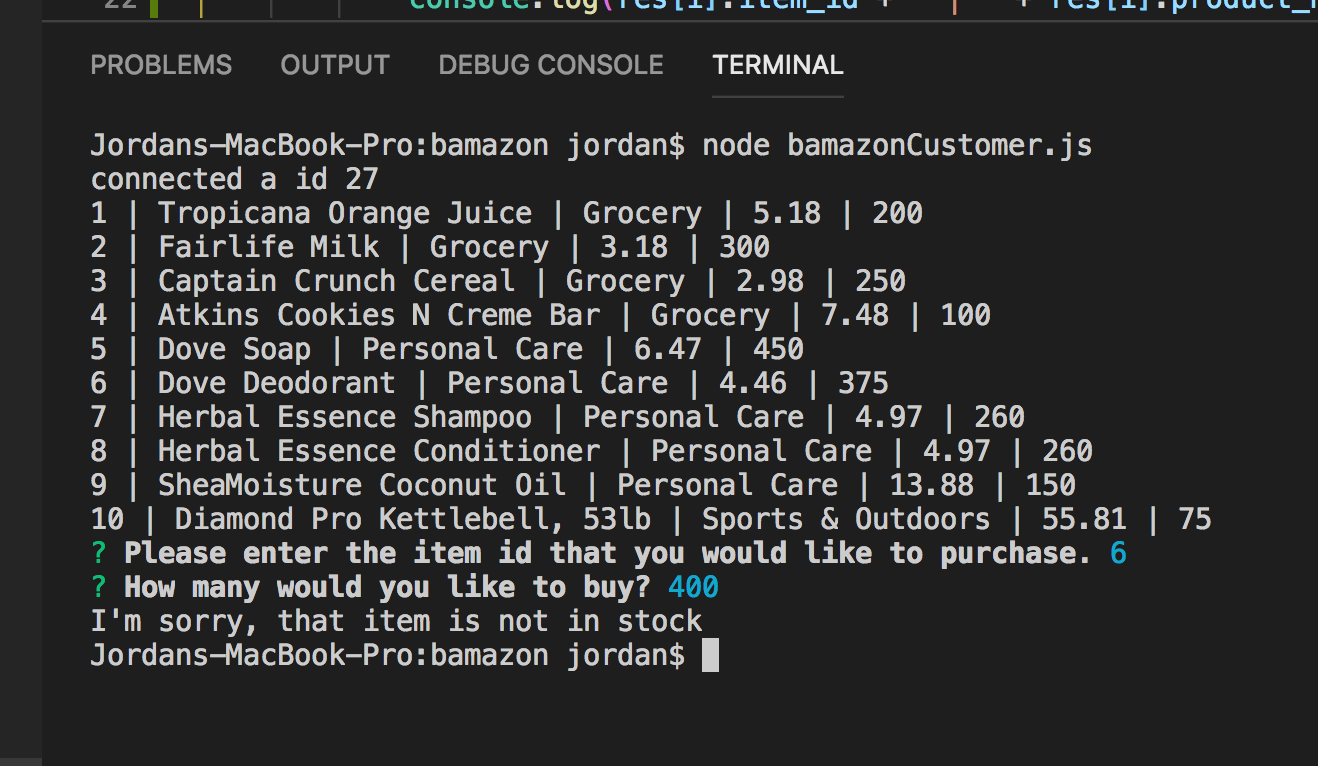 22 console.log(res[i].item_id + " | " + res[i].product_
PROBLEMS OUTPUT DEBUG CONSOLE TERMINAL
Jordans-MacBook-Pro:bamazon jordan$ node bamazonCustomer.js
connected a id 27
1 | Tropicana Orange Juice | Grocery | 5.18 | 200
2 | Fairlife Milk | Grocery | 3.18 | 300
3 | Captain Crunch Cereal | Grocery | 2.98 | 250
4 | Atkins Cookies N Creme Bar | Grocery | 7.48 | 100
5 | Dove Soap | Personal Care | 6.47 | 450
6 | Dove Deodorant | Personal Care | 4.46 | 375
7 | Herbal Essence Shampoo | Personal Care | 4.97 | 260
8 | Herbal Essence Conditioner | Personal Care | 4.97 | 260
9 | SheaMoisture Coconut Oil | Personal Care | 13.88 | 150
10 | Diamond Pro Kettlebell, 53lb | Sports & Outdoors | 55.81 | 75
? Please enter the item id that you would like to purchase. 6
? How many would you like to buy? 400
I'm sorry, that item is not in stock
Jordans-MacBook-Pro:bamazon jordan$